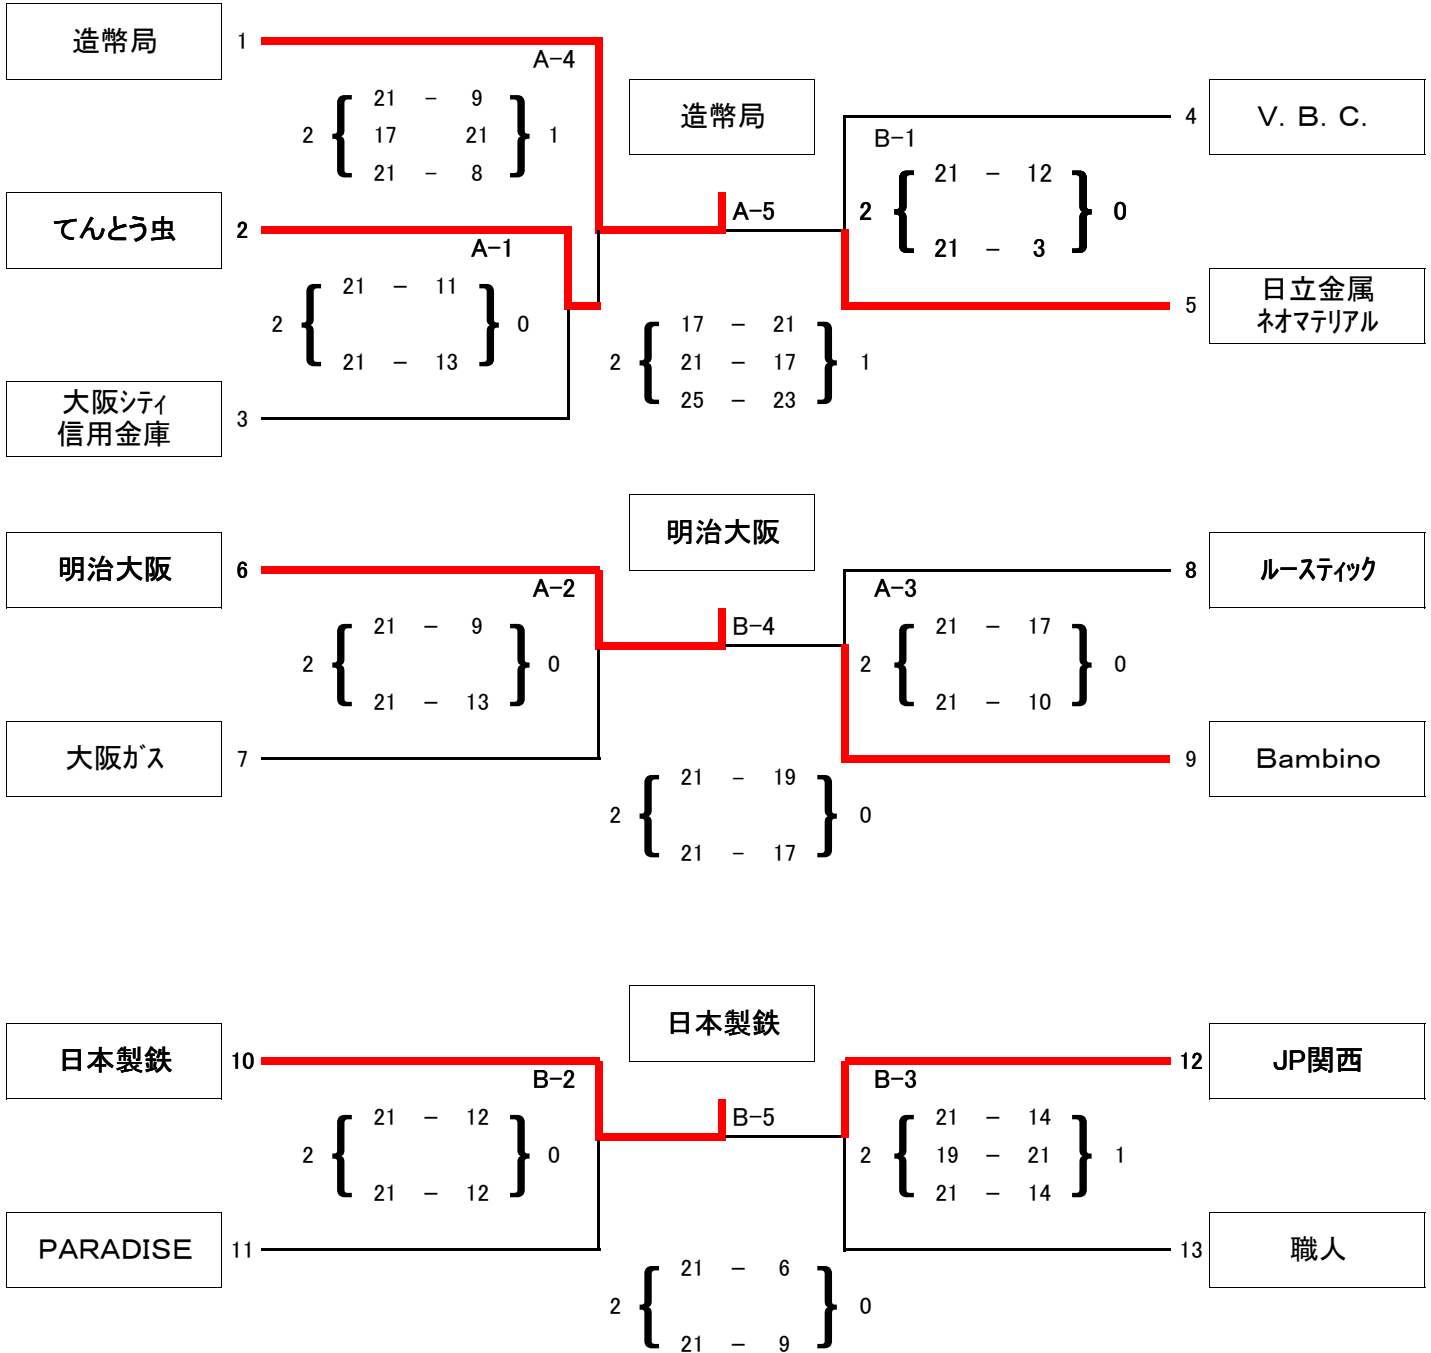 造幣局 1
A-4
21 - 9
2 { 17 21 } 1
21 - 8
造幣局
4 V. B. C.
B-1
21 - 12
2 { } 0
21 - 3
てんとう虫 2
A-1
A-5
21 - 11
2 { } 0
21 - 13
5 日立金属
ネオマテリアル
17 - 21
2 { 21 - 17 } 1
25 - 23
大阪シティ
信用金庫 3
明治大阪
明治大阪 6
A-2
21 - 9
2 { } 0
21 - 13
B-4
8 ルースティック
A-3
21 - 17
2 { } 0
21 - 10
大阪ガス 7
9 Bambino
21 - 19
2 { } 0
21 - 17
日本製鉄
日本製鉄 10
B-2
21 - 12
2 { } 0
21 - 12
B-5
12 JP関西
B-3
21 - 14
2 { 19 - 21 } 1
21 - 14
PARADISE 11
13 職人
21 - 6
2 { } 0
21 - 9